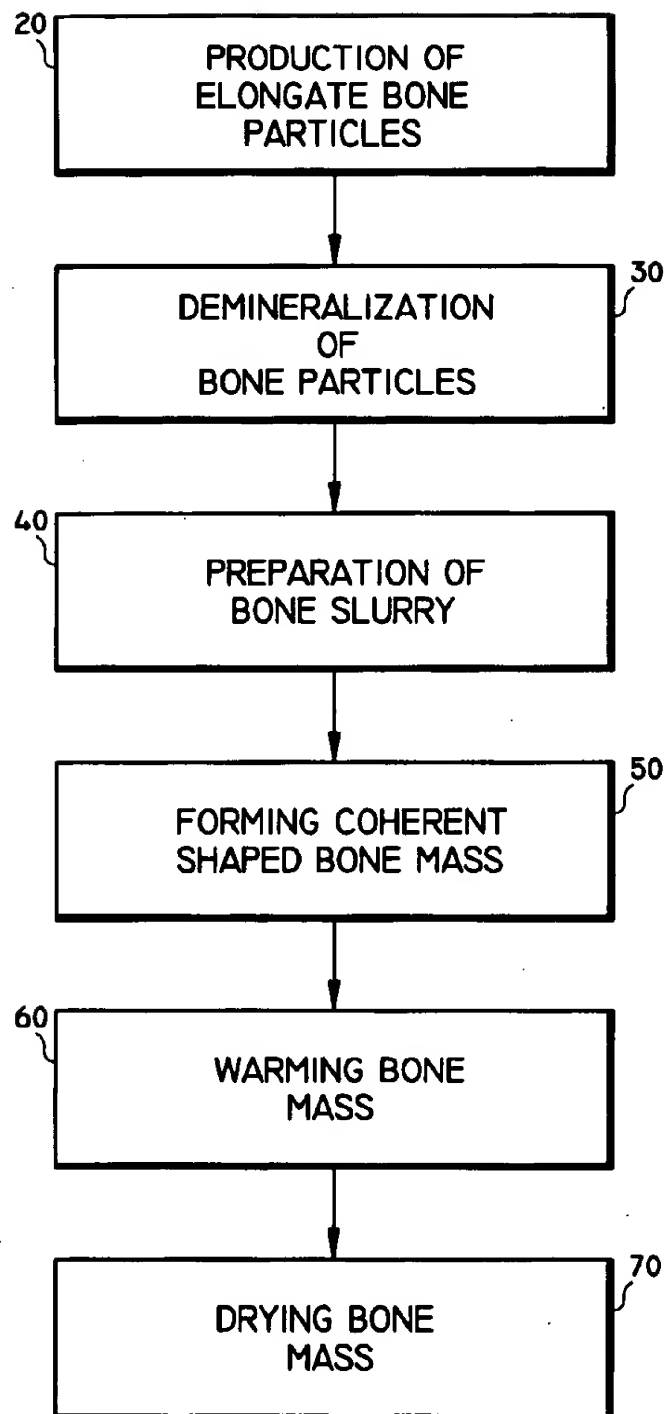 20
PRODUCTION OF
ELONGATE BONE
PARTICLES
30
DEMINERALIZATION
OF
BONE PARTICLES
40
PREPARATION OF
BONE SLURRY
50
FORMING COHERENT
SHAPED BONE MASS
60
WARMING BONE
MASS
70
DRYING BONE
MASS